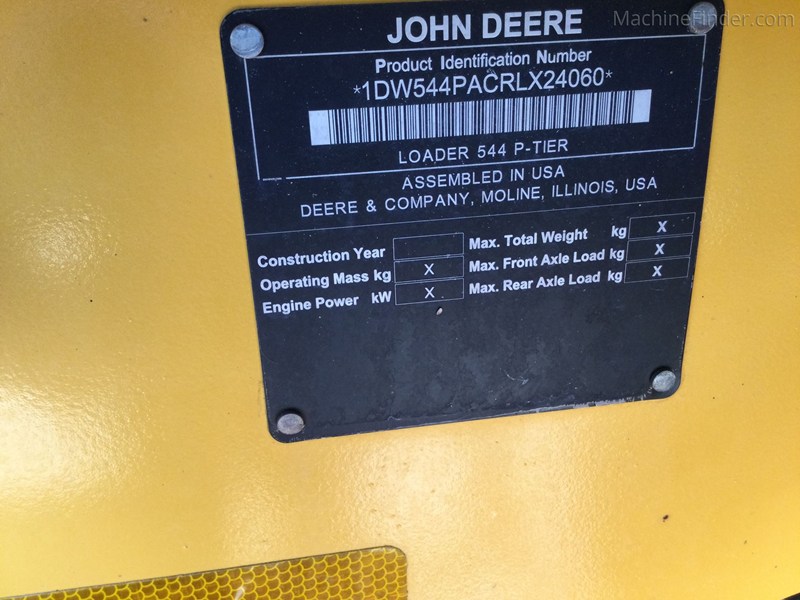 MachineFinder.com
JOHN DEERE
Product Identification Number
*1DW544PACRLX24060*
LOADER 544 P-TIER
ASSEMBLED IN USA
DEERE & COMPANY, MOLINE, ILLINOIS, USA
Construction Year
Operating Mass kg X
Engine Power kW X
Max. Total Weight kg X
Max. Front Axle Load kg X
Max. Rear Axle Load kg X